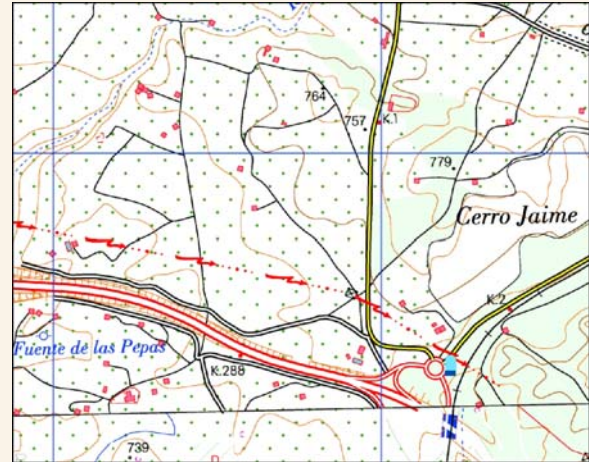 764
757
K.1
779
Cerro Jaime
K.2
Fuente de las Pepas
K.288
739